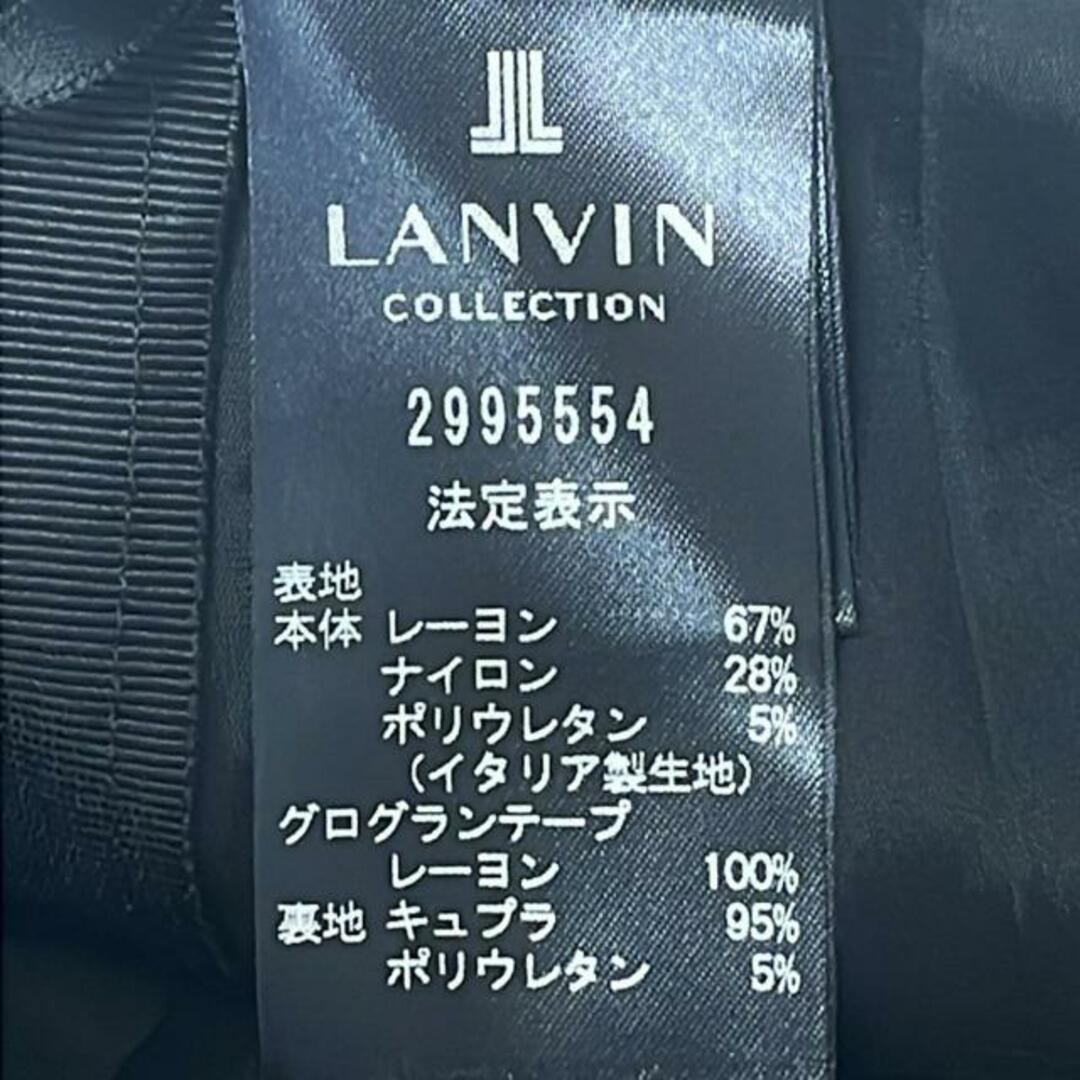 LANVIN
COLLECTION
2995554
法定表示
表地
本体 レーヨン 67%
ナイロン 28%
ポリウレタン 5%
(イタリア製生地)
グログランテープ
レーヨン 100%
裏地 キュプラ 95%
ポリウレタン 5%